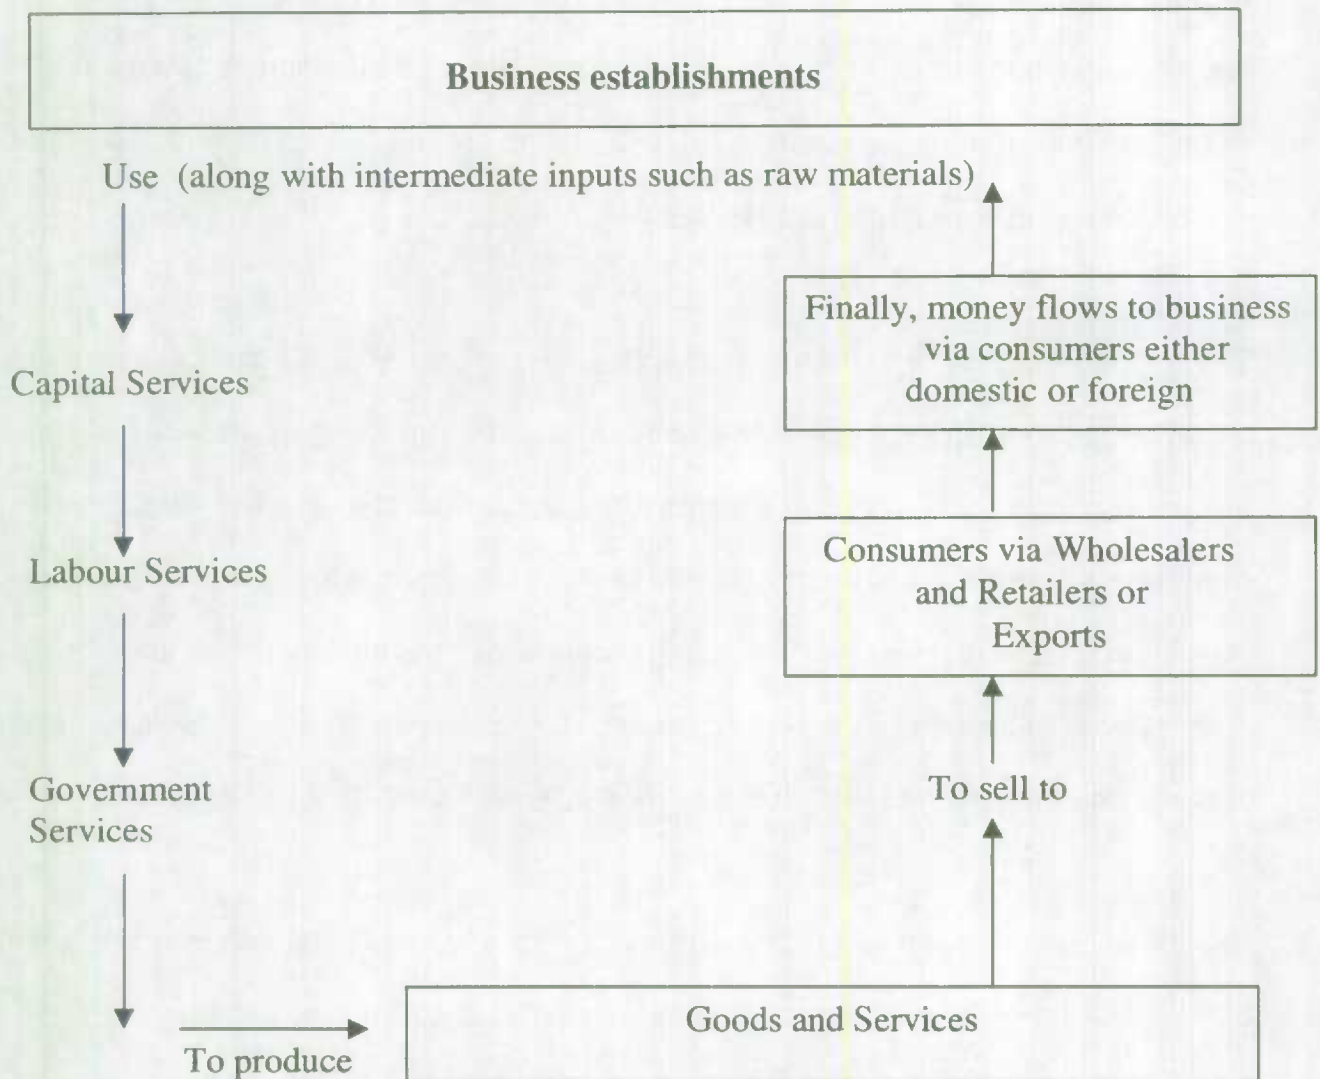 Business establishments
Use (along with intermediate inputs such as raw materials)
Finally, money flows to business
via consumers either
domestic or foreign
Capital Services
Consumers via Wholesalers
and Retailers or
Exports
Labour Services
Government
Services
To sell to
Goods and Services
To produce